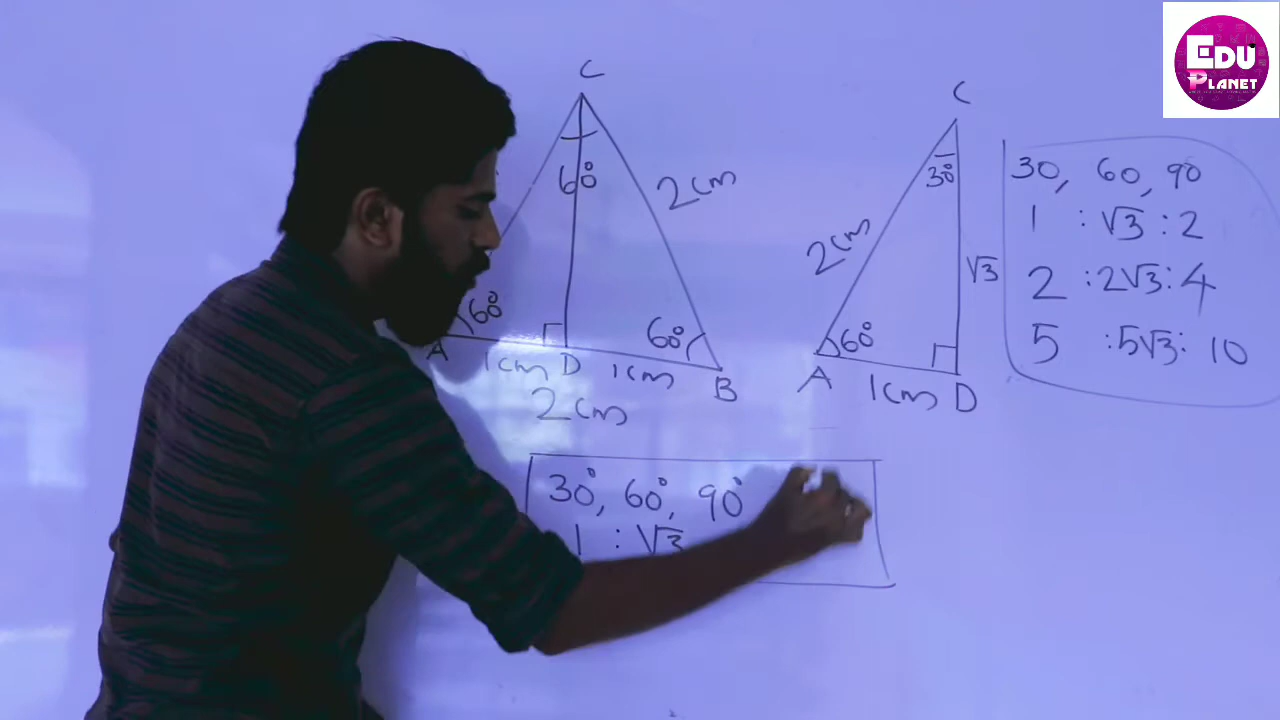 EDU
PLANET
C
60°
2cm
60°
60°
A
1cm D 1cm
B
2cm
C
30°
2cm
√3
60°
A
1cm D
30, 60, 90
1 : √3 : 2
2 : 2√3 : 4
5 : 5√3 : 10
30°, 60°, 90°
1 : √3